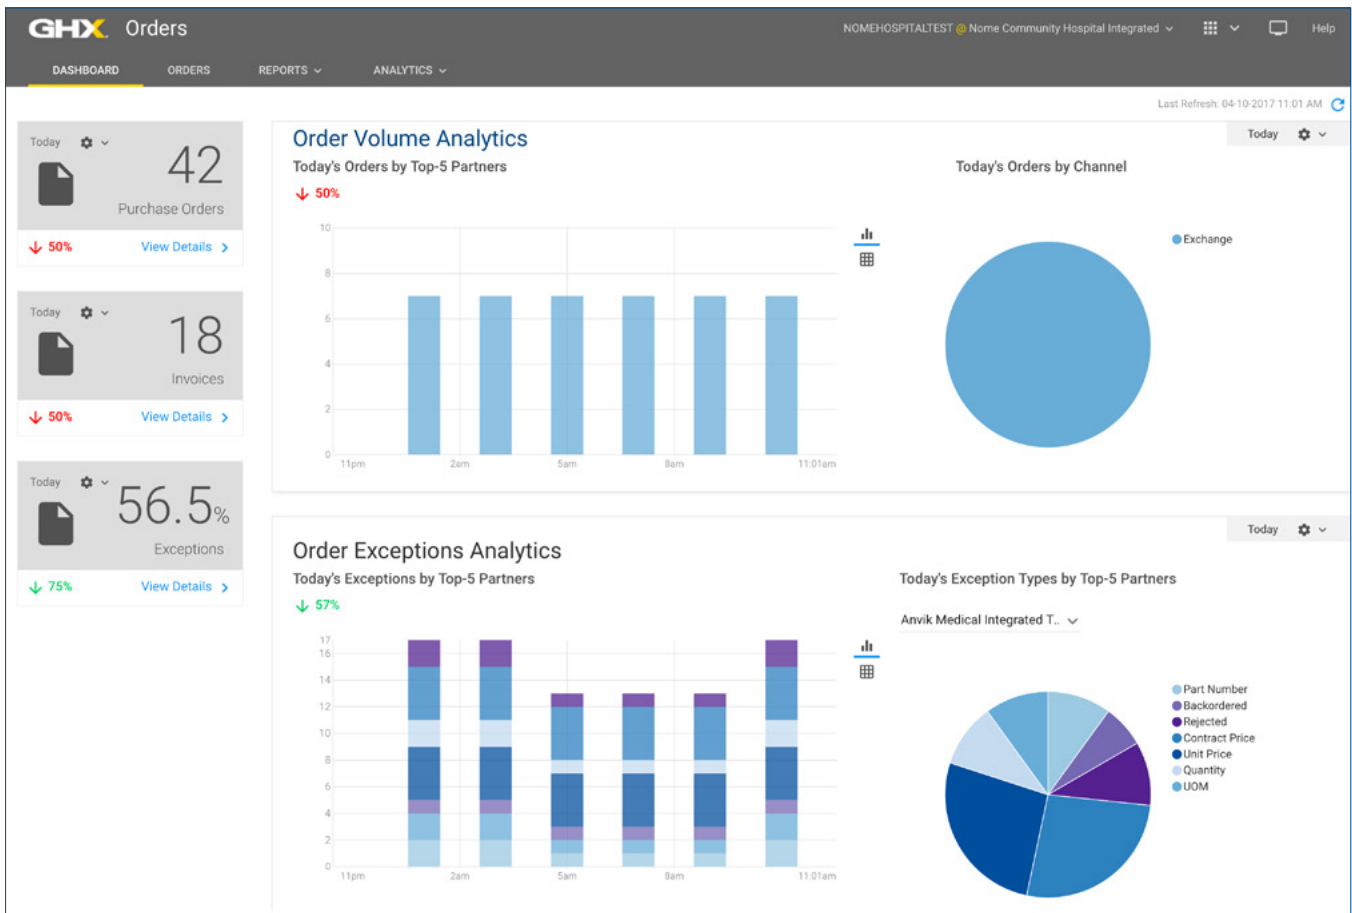 GHX Orders
NOMEHOSPITALTEST @ Nome Community Hospital Integrated
Help
DASHBOARD ORDERS REPORTS ANALYTICS
Last Refresh: 04-10-2017 11:01 AM
Today
42
Purchase Orders
50% View Details
Today
18
Invoices
50% View Details
Today
56.5%
Exceptions
75% View Details
Order Volume Analytics
Today
Today's Orders by Top-5 Partners
50%
10
8
6
4
2
0
11pm 2am 5am 8am 11:01am
Today's Orders by Channel
Exchange
Today
Order Exceptions Analytics
Today's Exceptions by Top-5 Partners
57%
17
16
14
12
10
8
6
4
2
0
11pm 2am 5am 8am 11:01am
Today's Exception Types by Top-5 Partners
Anvik Medical Integrated T..
Part Number
Backordered
Rejected
Contract Price
Unit Price
Quantity
UOM